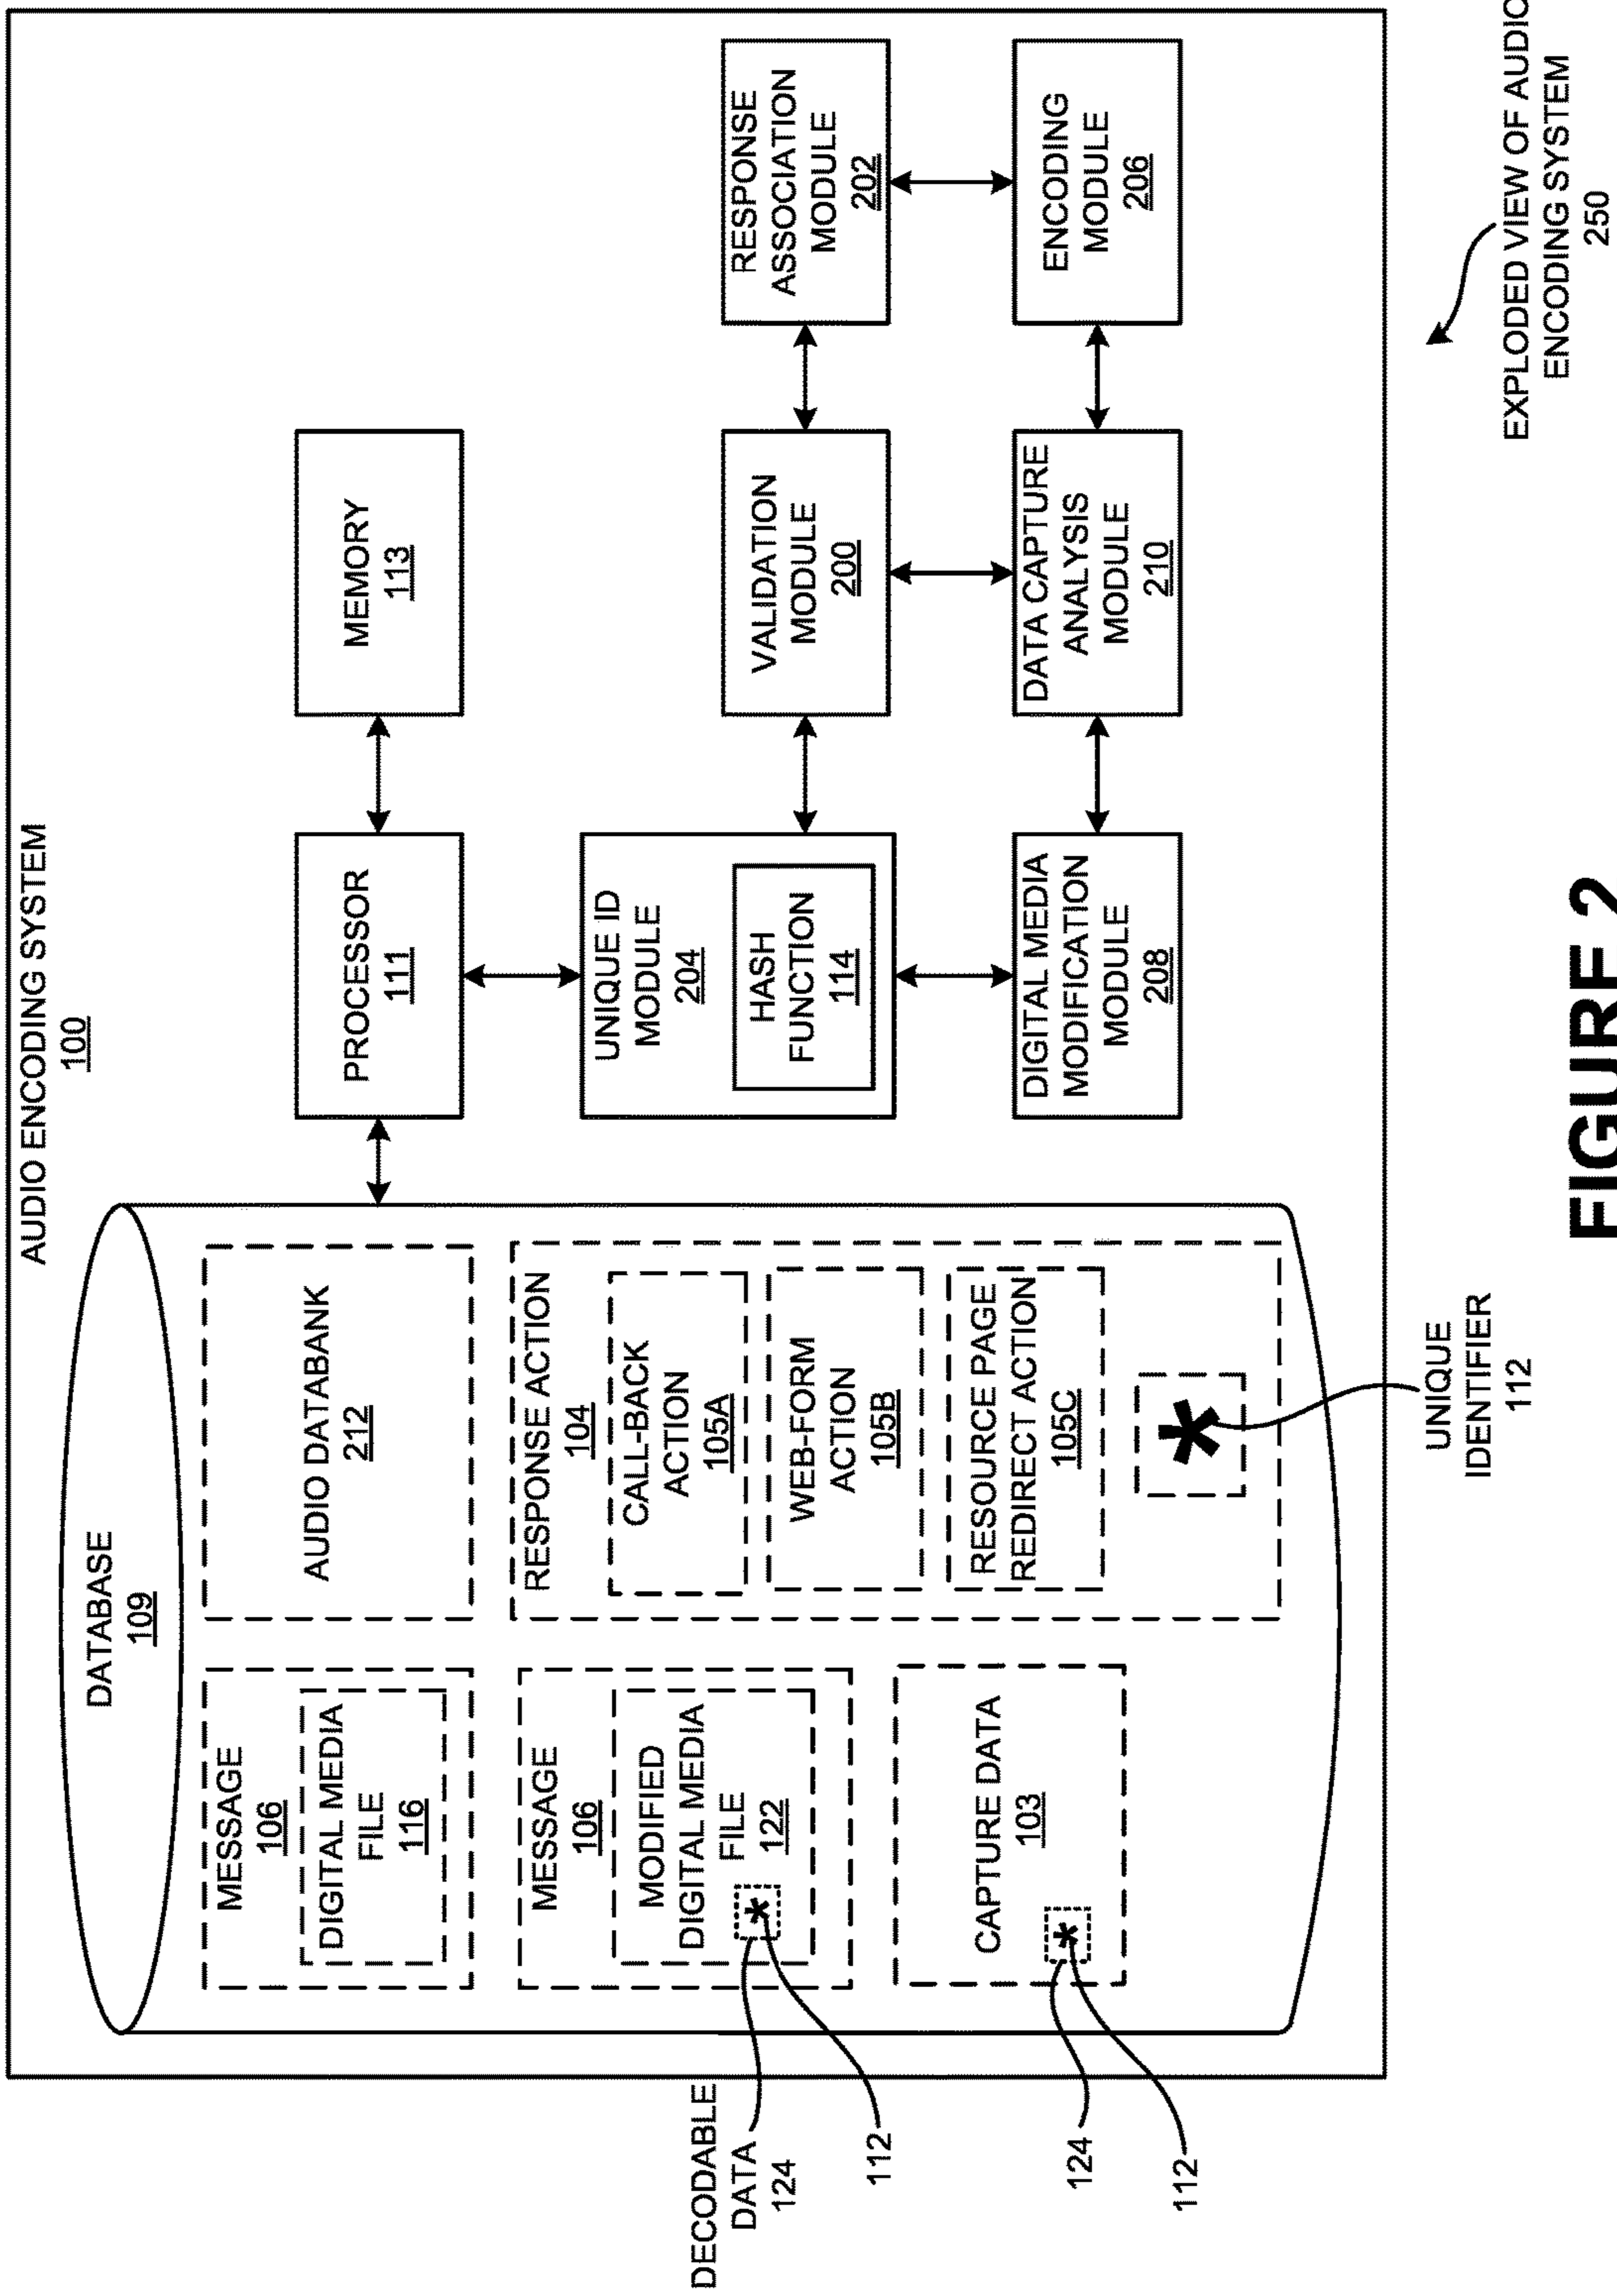 AUDIO ENCODING SYSTEM
100
DATABASE
109
MESSAGE
106
DIGITAL MEDIA
FILE
116
AUDIO DATABANK
212
MESSAGE
106
MODIFIED
DIGITAL MEDIA
FILE
122
*
RESPONSE ACTION
104
CALL-BACK
ACTION
105A
WEB-FORM
ACTION
105B
RESOURCE PAGE
REDIRECT ACTION
105C
*
CAPTURE DATA
103
*
PROCESSOR
111
MEMORY
113
UNIQUE ID
MODULE
204
HASH
FUNCTION
114
VALIDATION
MODULE
200
RESPONSE
ASSOCIATION
MODULE
202
DIGITAL MEDIA
MODIFICATION
MODULE
208
DATA CAPTURE
ANALYSIS
MODULE
210
ENCODING
MODULE
206
DECODABLE
DATA
124
112
124
112
UNIQUE
IDENTIFIER
112
EXPLODED VIEW OF AUDIO
ENCODING SYSTEM
250
FIGURE 2